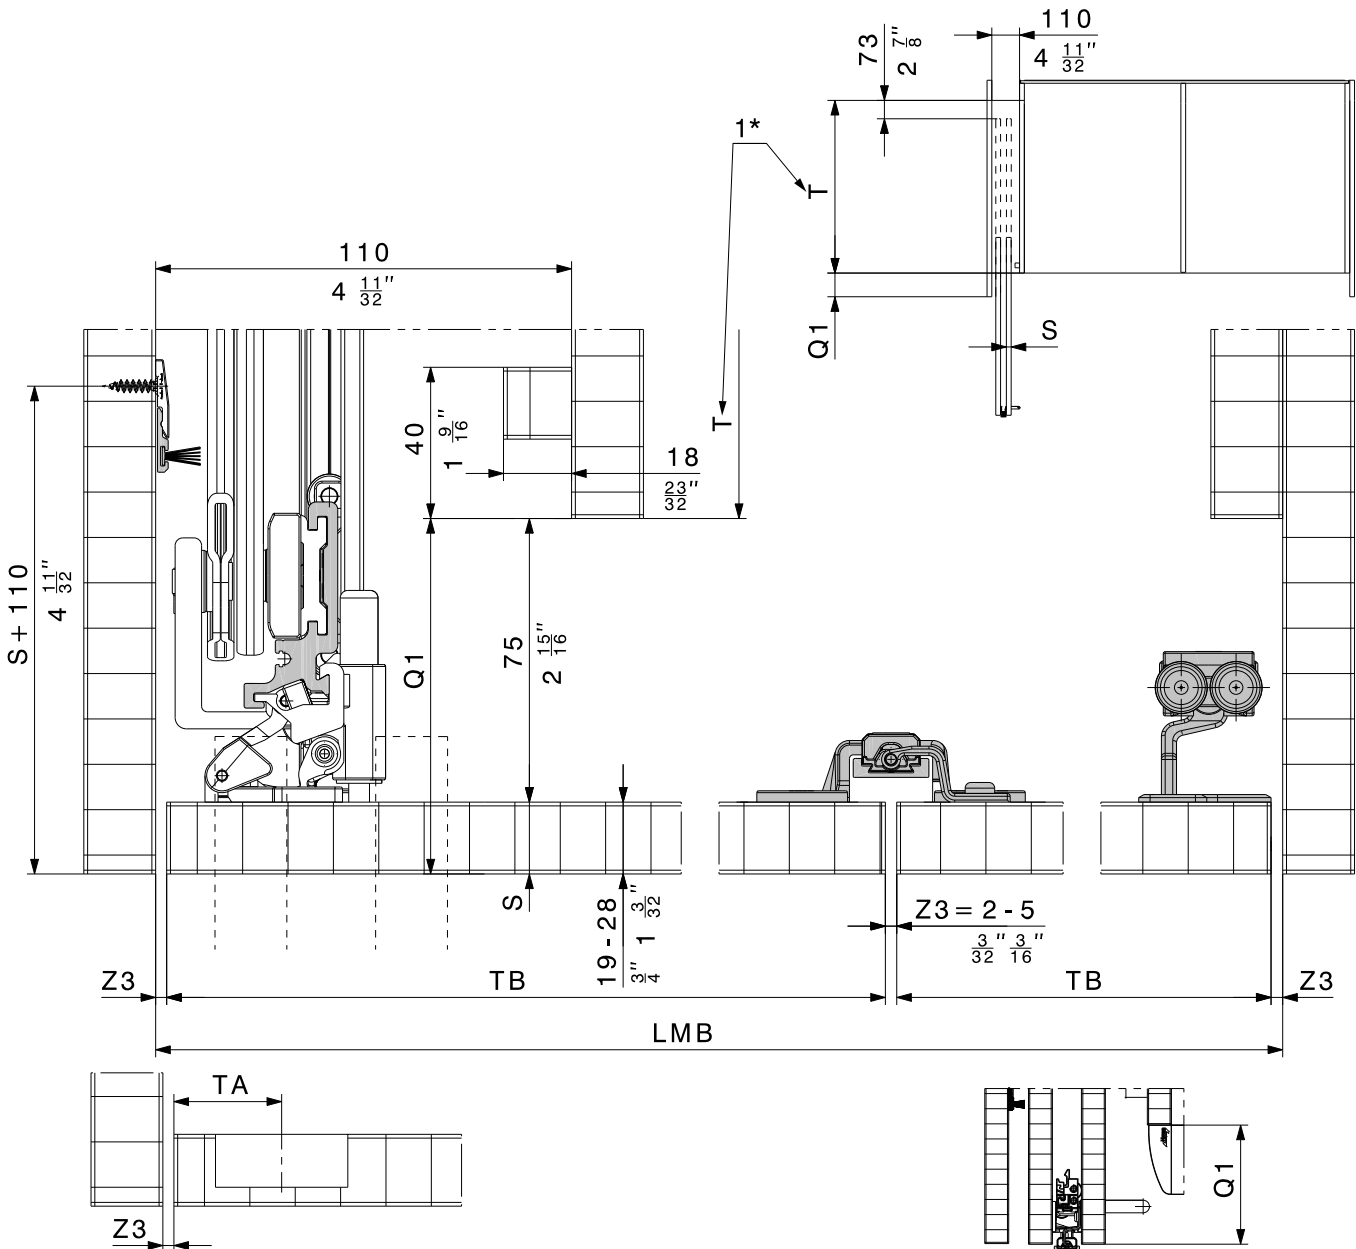 110
4 11/32"
73
2 7/8"
1*
T
Q1
S
110
4 11/32"
40
1 9/16"
18
23/32"
T
S + 110
4 11/32"
Q1
75
2 15/16"
S
19 - 28
3/4" 1 3/32"
Z3 = 2 - 5
3/32" 3/16"
Z3
TB
TB
Z3
LMB
TA
Z3
Q1